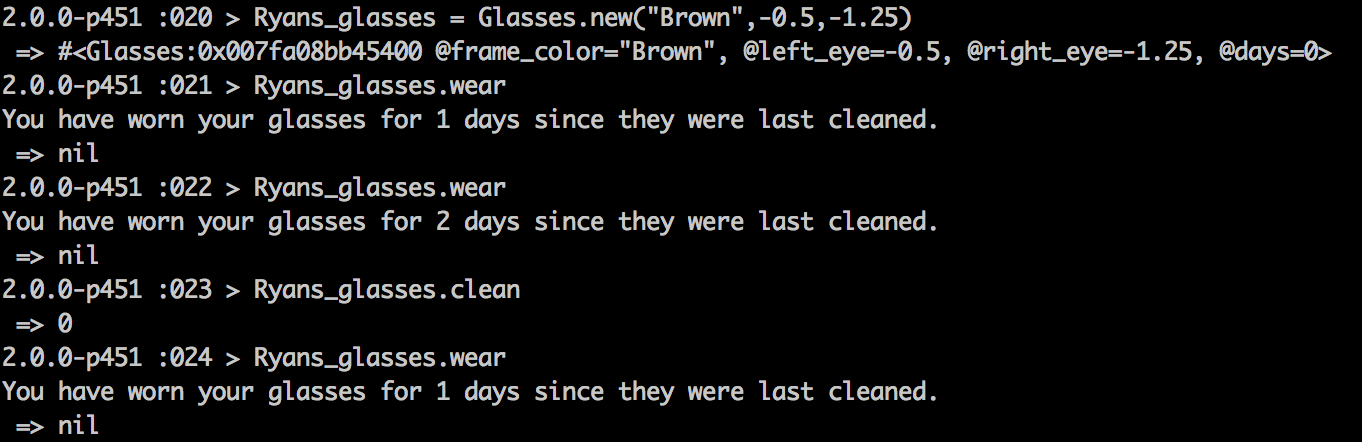 2.0.0-p451 :020 > Ryans_glasses = Glasses.new("Brown",-0.5,-1.25)
 => #<Glasses:0x007fa08bb45400 @frame_color="Brown", @left_eye=-0.5, @right_eye=-1.25, @days=0>
2.0.0-p451 :021 > Ryans_glasses.wear
You have worn your glasses for 1 days since they were last cleaned.
 => nil
2.0.0-p451 :022 > Ryans_glasses.wear
You have worn your glasses for 2 days since they were last cleaned.
 => nil
2.0.0-p451 :023 > Ryans_glasses.clean
 => 0
2.0.0-p451 :024 > Ryans_glasses.wear
You have worn your glasses for 1 days since they were last cleaned.
 => nil